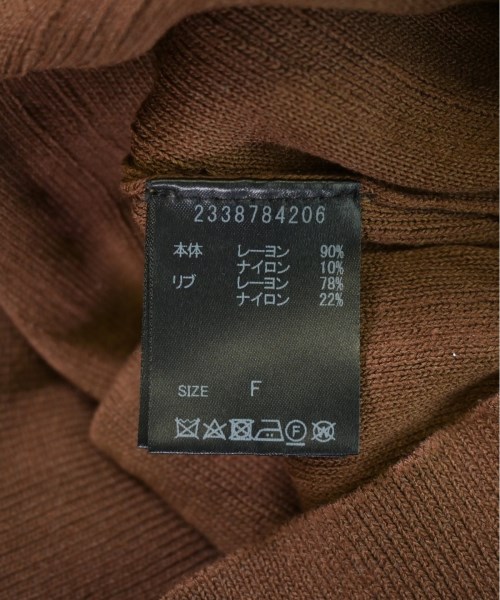 2338784206
本体 レーヨン 90%
ナイロン 10%
リブ レーヨン 78%
ナイロン 22%
SIZE F
F W